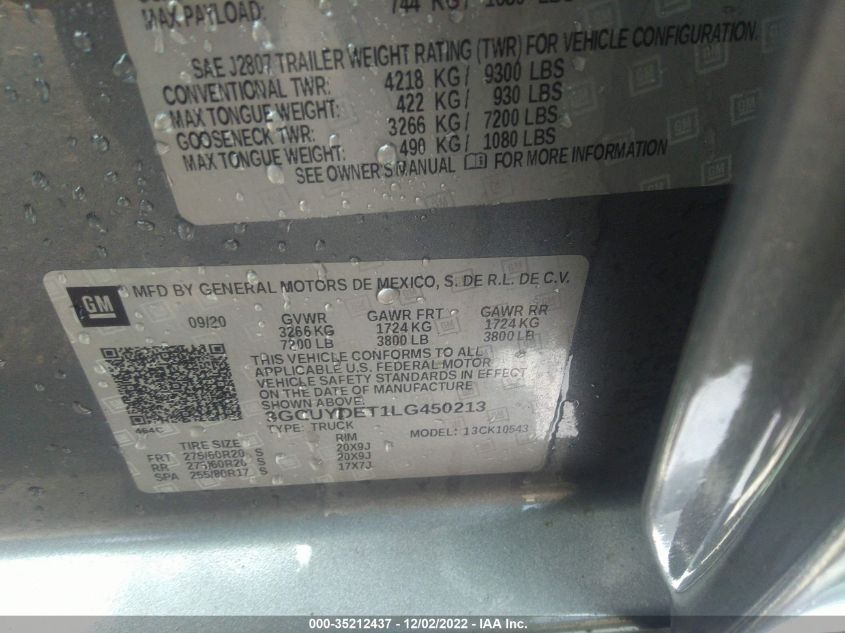 MAX PAYLOAD: 744 KG/
SAE J2807 TRAILER WEIGHT RATING (TWR) FOR VEHICLE CONFIGURATION.
CONVENTIONAL TWR: 4218 KG/ 9300 LBS
MAX TONGUE WEIGHT: 422 KG/ 930 LBS
GOOSENECK TWR: 3266 KG/ 7200 LBS
MAX TONGUE WEIGHT: 490 KG/ 1080 LBS
SEE OWNER'S MANUAL FOR MORE INFORMATION
GM MFD BY GENERAL MOTORS DE MEXICO, S. DE R.L. DE C.V.
09/20 GVWR GAWR FRT GAWR RR
3266 KG 1724 KG 1724 KG
7200 LB 3800 LB 3800 LB
THIS VEHICLE CONFORMS TO ALL
APPLICABLE U.S. FEDERAL MOTOR
VEHICLE SAFETY STANDARDS IN EFFECT
ON THE DATE OF MANUFACTURE
SHOWN ABOVE.
3GCUYDET1LG450213
TYPE: TRUCK MODEL: 13CK10543
464C
TIRE SIZE RIM
FRT 275/60R20 S 20X9J
RR 275/60R20 S 20X9J
SPA 255/80R17 S 17X7J
000-35212437 - 12/02/2022 - IAA Inc.